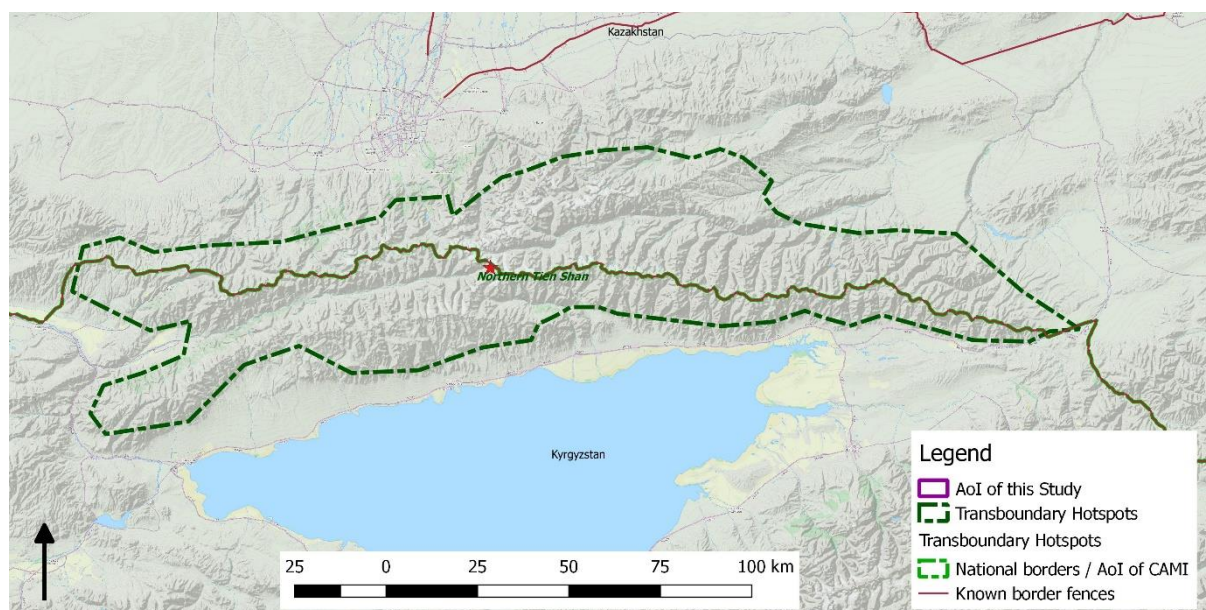 Kazakhstan
Northern Tien Shan
Kyrgyzstan
Legend
AoI of this Study
Transboundary Hotspots
Transboundary Hotspots
National borders / AoI of CAMI
Known border fences
25 0 25 50 75 100 km